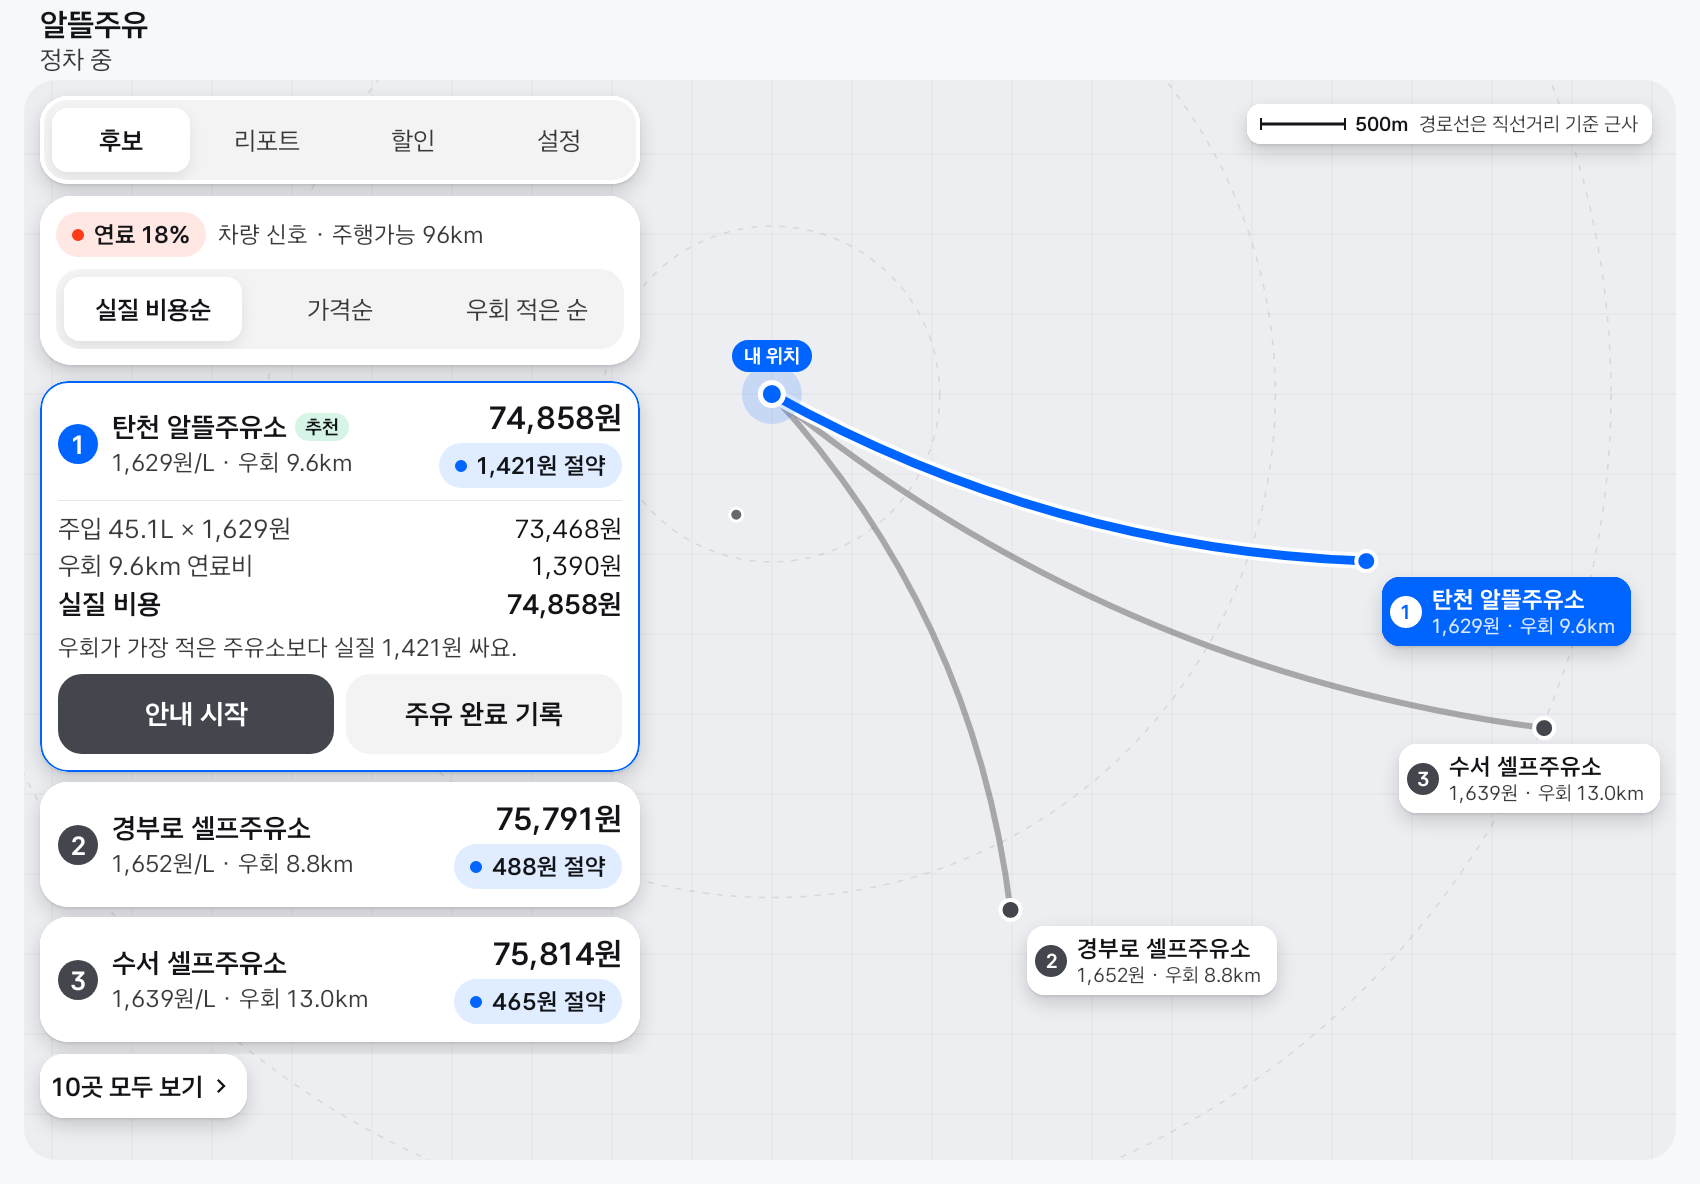 알뜰주유
정차 중
후보 리포트 할인 설정
500m 경로선은 직선거리 기준 근사
연료 18% 차량 신호 · 주행가능 96km
실질 비용순 가격순 우회 적은 순
내 위치
1 탄천 알뜰주유소 추천 74,858원
1,629원/L · 우회 9.6km 1,421원 절약
주입 45.1L × 1,629원 73,468원
우회 9.6km 연료비 1,390원
실질 비용 74,858원
우회가 가장 적은 주유소보다 실질 1,421원 싸요.
안내 시작 주유 완료 기록
2 경부로 셀프주유소 75,791원
1,652원/L · 우회 8.8km 488원 절약
3 수서 셀프주유소 75,814원
1,639원/L · 우회 13.0km 465원 절약
10곳 모두 보기
1 탄천 알뜰주유소
1,629원 · 우회 9.6km
3 수서 셀프주유소
1,639원 · 우회 13.0km
2 경부로 셀프주유소
1,652원 · 우회 8.8km